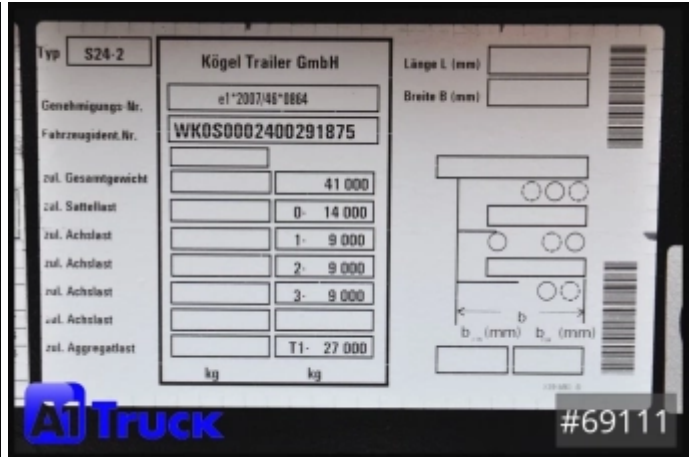 Typ S24-2
Kögel Trailer GmbH
Länge L (mm)
Genehmigungs-Nr. e1*2007/46*0864
Breite B (mm)
Fahrzeugident.Nr. WK0S0002400291875
zul. Gesamtgewicht 41 000
zul. Sattellast 0- 14 000
zul. Achslast 1- 9 000
zul. Achslast 2- 9 000
zul. Achslast 3- 9 000
zul. Achslast
zul. Aggregatlast T1- 27 000
kg kg
b
b (mm) b (mm)
A1 Truck
#69111